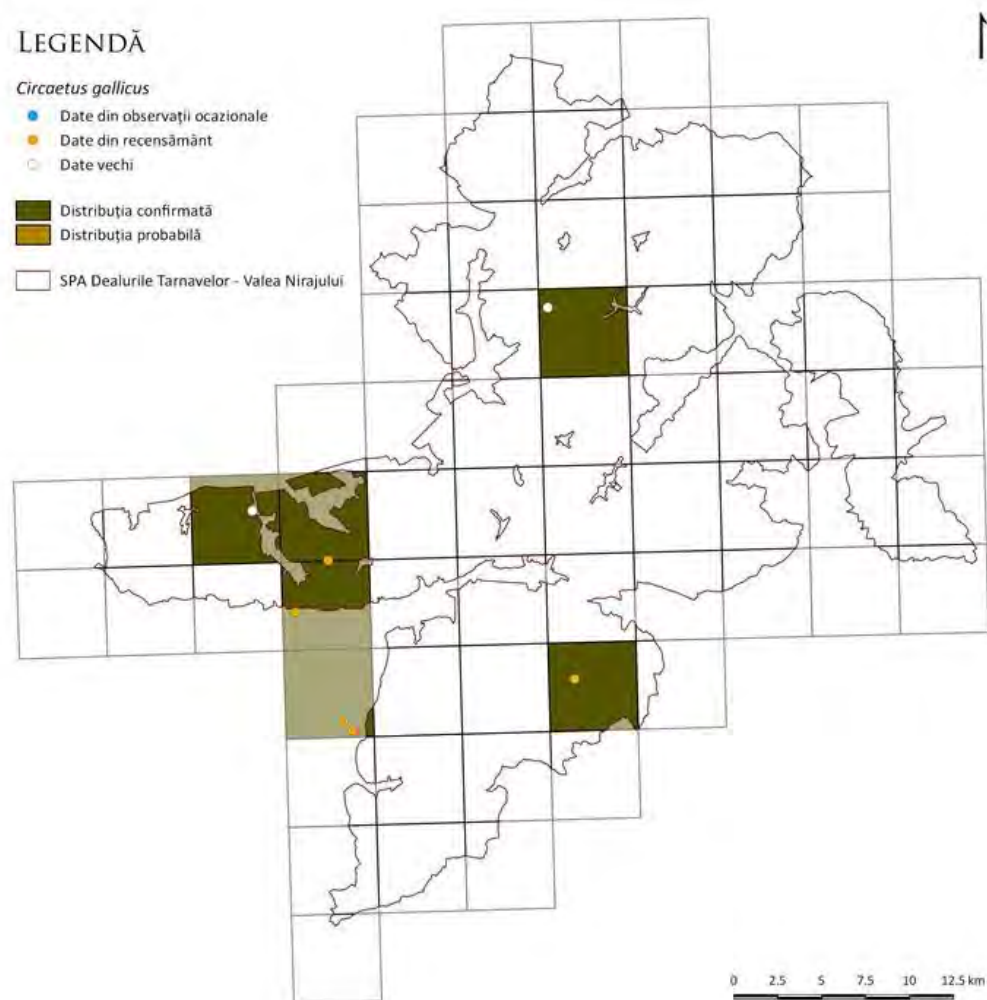 LEGENDĂ
Circaetus gallicus
Date din observații ocazionale
Date din recensământ
Date vechi
Distribuția confirmată
Distribuția probabilă
SPA Dealurile Tarnavelor - Valea Nirajului
0 2.5 5 7.5 10 12.5 km